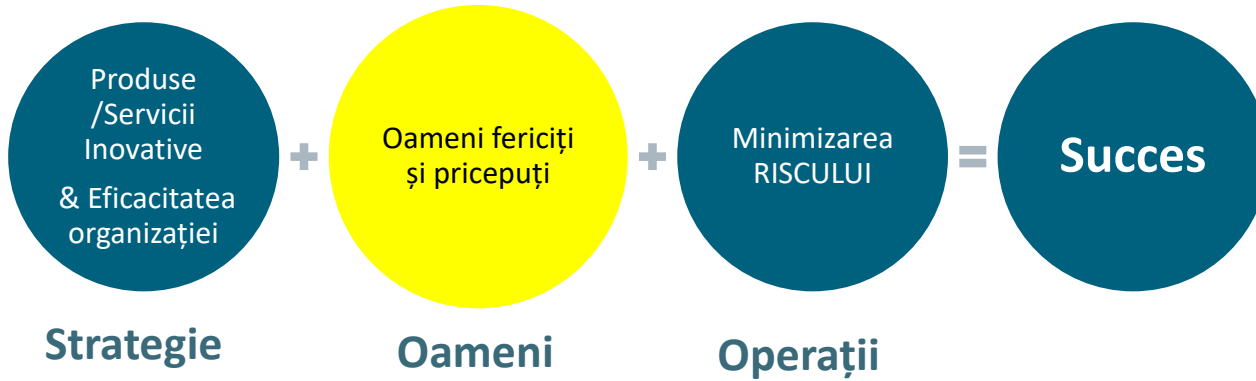 Produse
/Servicii
Inovative
& Eficacitatea
organizației
+
Oameni fericiți
și pricepuți
+
Minimizarea
RISCULUI
=
Succes
Strategie
Oameni
Operații